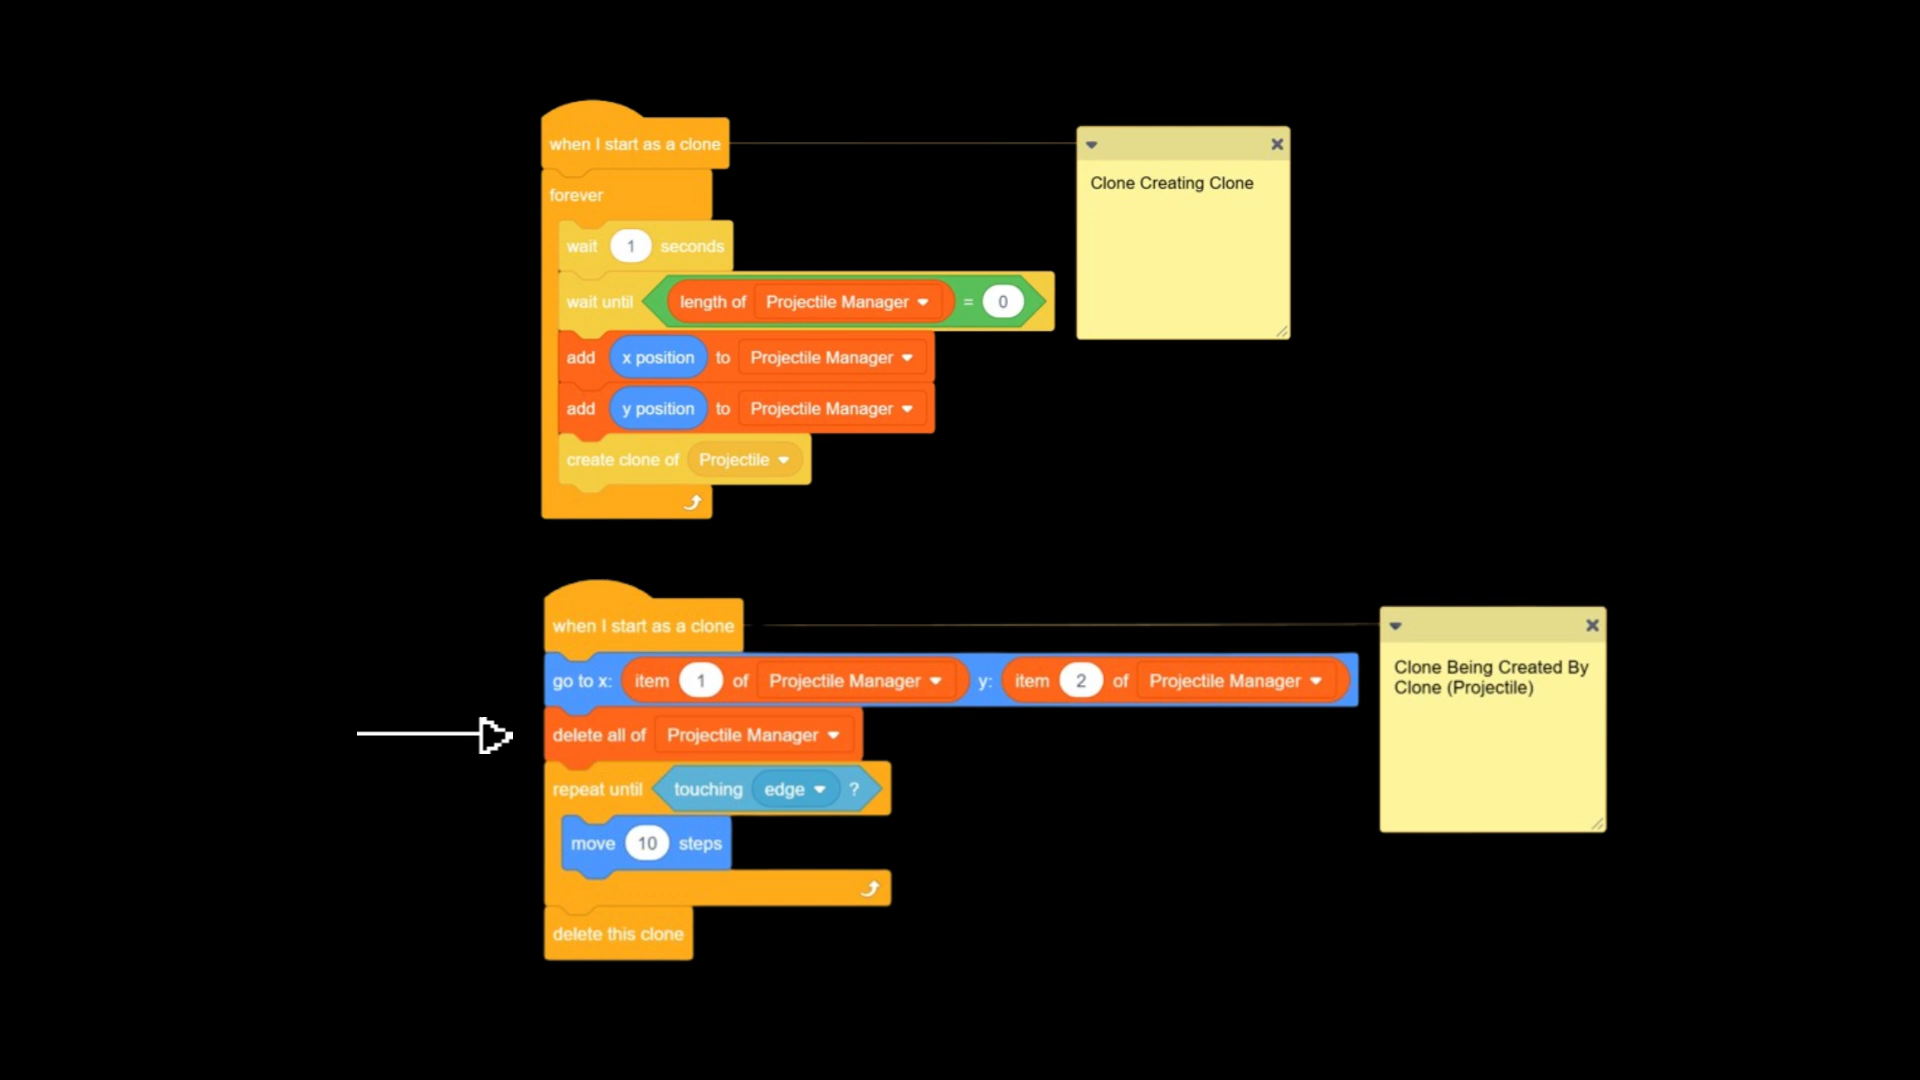 when I start as a clone
Clone Creating Clone
forever
wait 1 seconds
wait until length of Projectile Manager = 0
add x position to Projectile Manager
add y position to Projectile Manager
create clone of Projectile
when I start as a clone
go to x: item 1 of Projectile Manager y: item 2 of Projectile Manager
Clone Being Created By
Clone (Projectile)
delete all of Projectile Manager
repeat until touching edge ?
move 10 steps
delete this clone